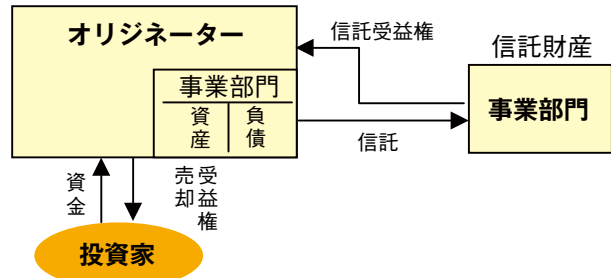 オリジネーター
信託受益権
信託財産
事業部門
資産
負債
事業部門
信託
資金
受益権
売却
投資家